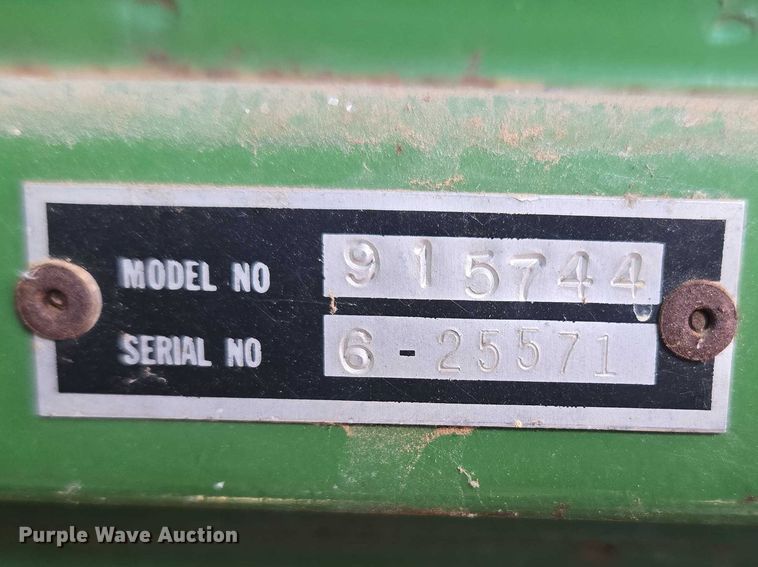 MODEL NO 915744
SERIAL NO 6-25571
Purple Wave Auction